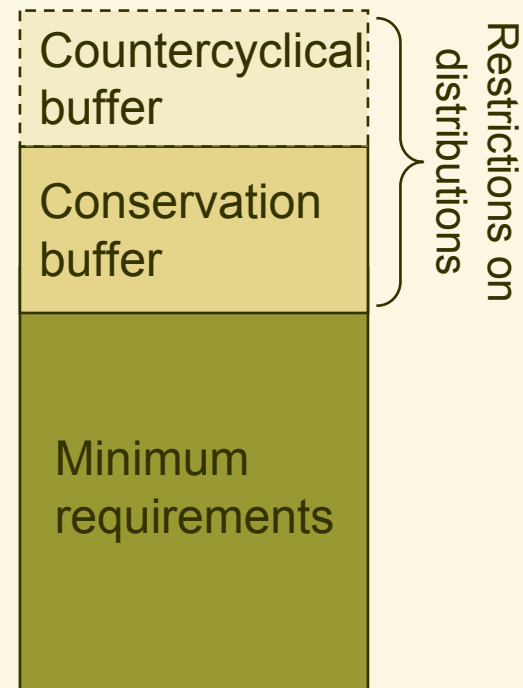 Countercyclical
buffer
Conservation
buffer
Minimum
requirements
Restrictions on
distributions